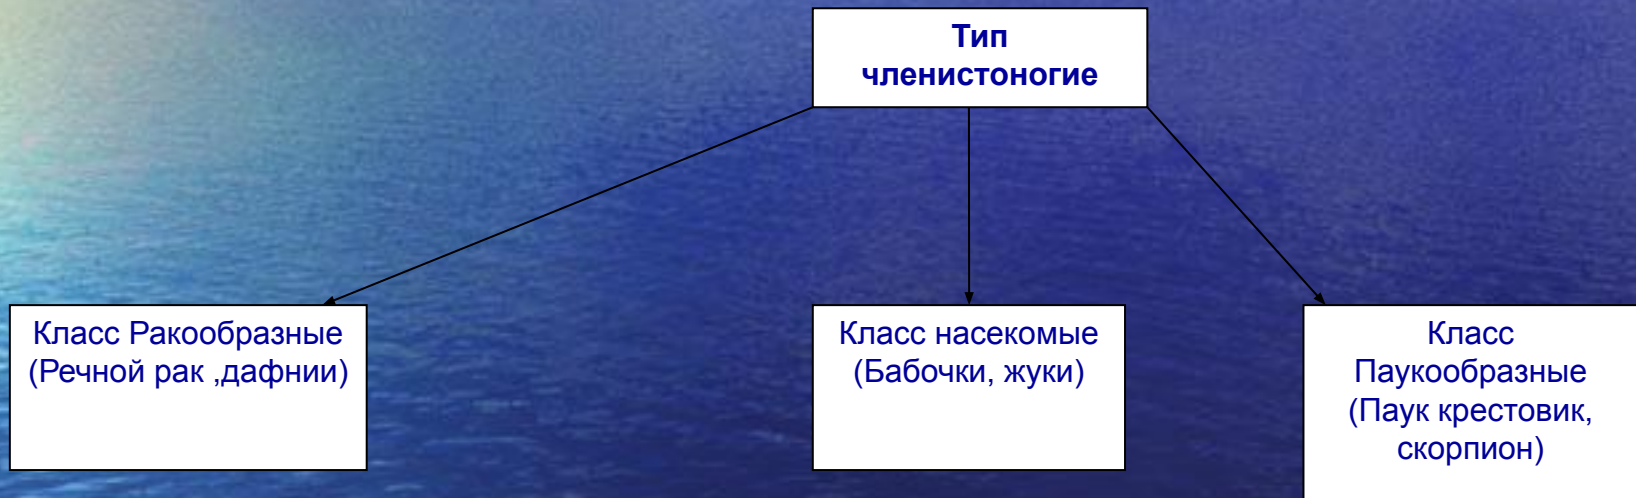 Тип
членистоногие
Класс Ракообразные
(Речной рак ,дафнии)
Класс насекомые
(Бабочки, жуки)
Класс
Паукообразные
(Паук крестовик,
скорпион)